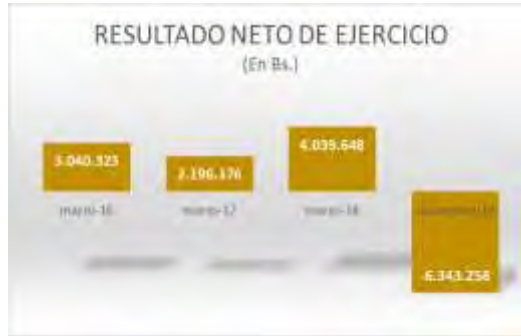 RESULTADO NETO DE EJERCICIO
(En Bs.)
3.040.323
2.196.176
4.039.648
marzo-16
marzo-17
marzo-18
6.343.258